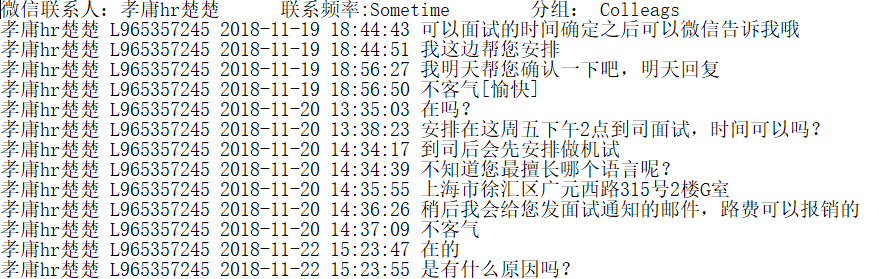 微信联系人：孝庸hr楚楚 联系频率:Sometime 分组： Colleags
孝庸hr楚楚 L965357245 2018-11-19 18:44:43 可以面试的时间确定之后可以微信告诉我哦
孝庸hr楚楚 L965357245 2018-11-19 18:44:51 我这边帮您安排
孝庸hr楚楚 L965357245 2018-11-19 18:56:27 我明天帮您确认一下吧，明天回复
孝庸hr楚楚 L965357245 2018-11-19 18:56:50 不客气[愉快]
孝庸hr楚楚 L965357245 2018-11-20 13:35:03 在吗？
孝庸hr楚楚 L965357245 2018-11-20 13:38:23 安排在这周五下午2点到司面试，时间可以吗？
孝庸hr楚楚 L965357245 2018-11-20 14:34:17 到司后会先安排做机试
孝庸hr楚楚 L965357245 2018-11-20 14:34:39 不知道您最擅长哪个语言呢？
孝庸hr楚楚 L965357245 2018-11-20 14:35:55 上海市徐汇区广元西路315号2楼G室
孝庸hr楚楚 L965357245 2018-11-20 14:36:26 稍后我会给您发面试通知的邮件，路费可以报销的
孝庸hr楚楚 L965357245 2018-11-20 14:37:09 不客气
孝庸hr楚楚 L965357245 2018-11-22 15:23:47 在的
孝庸hr楚楚 L965357245 2018-11-22 15:23:55 是有什么原因吗？